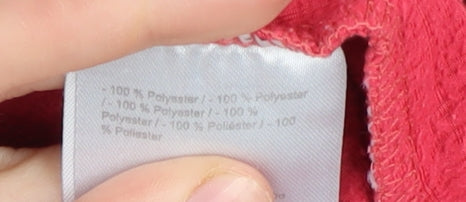 - 100 % Polyester / - 100 % Polyester
/ - 100 % Polyester / - 100 %
Polyester / - 100 % Poliéster / - 100
% Poliester